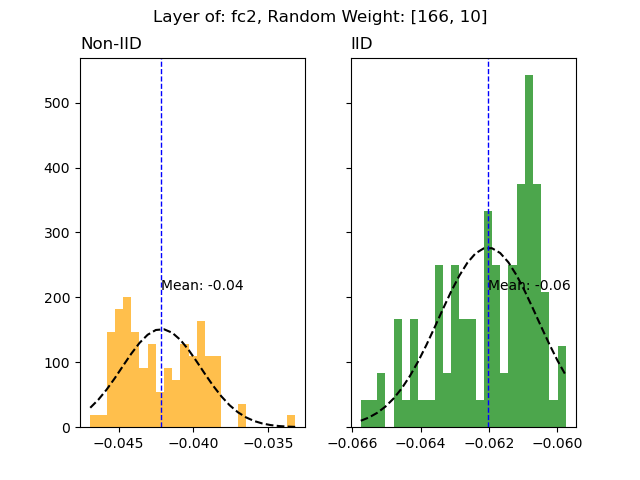 Layer of: fc2, Random Weight: [166, 10]
Non-IID
IID
500
400
300
200
100
0
Mean: -0.04
Mean: -0.06
−0.045
−0.040
−0.035
−0.066
−0.064
−0.062
−0.060